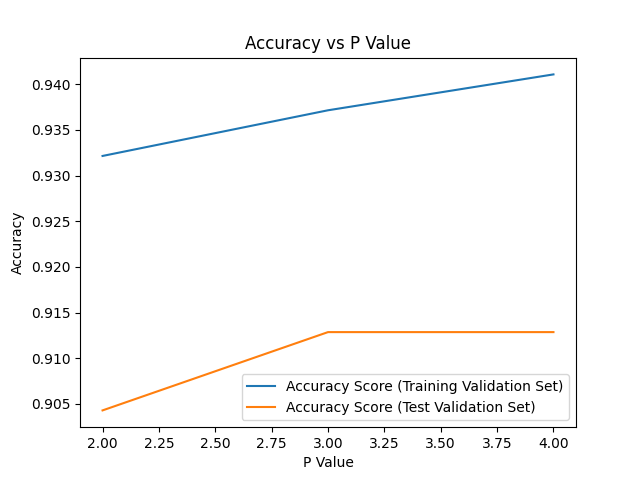 Accuracy vs P Value
Accuracy
0.940
0.935
0.930
0.925
0.920
0.915
0.910
0.905
Accuracy Score (Training Validation Set)
Accuracy Score (Test Validation Set)
2.00 2.25 2.50 2.75 3.00 3.25 3.50 3.75 4.00
P Value